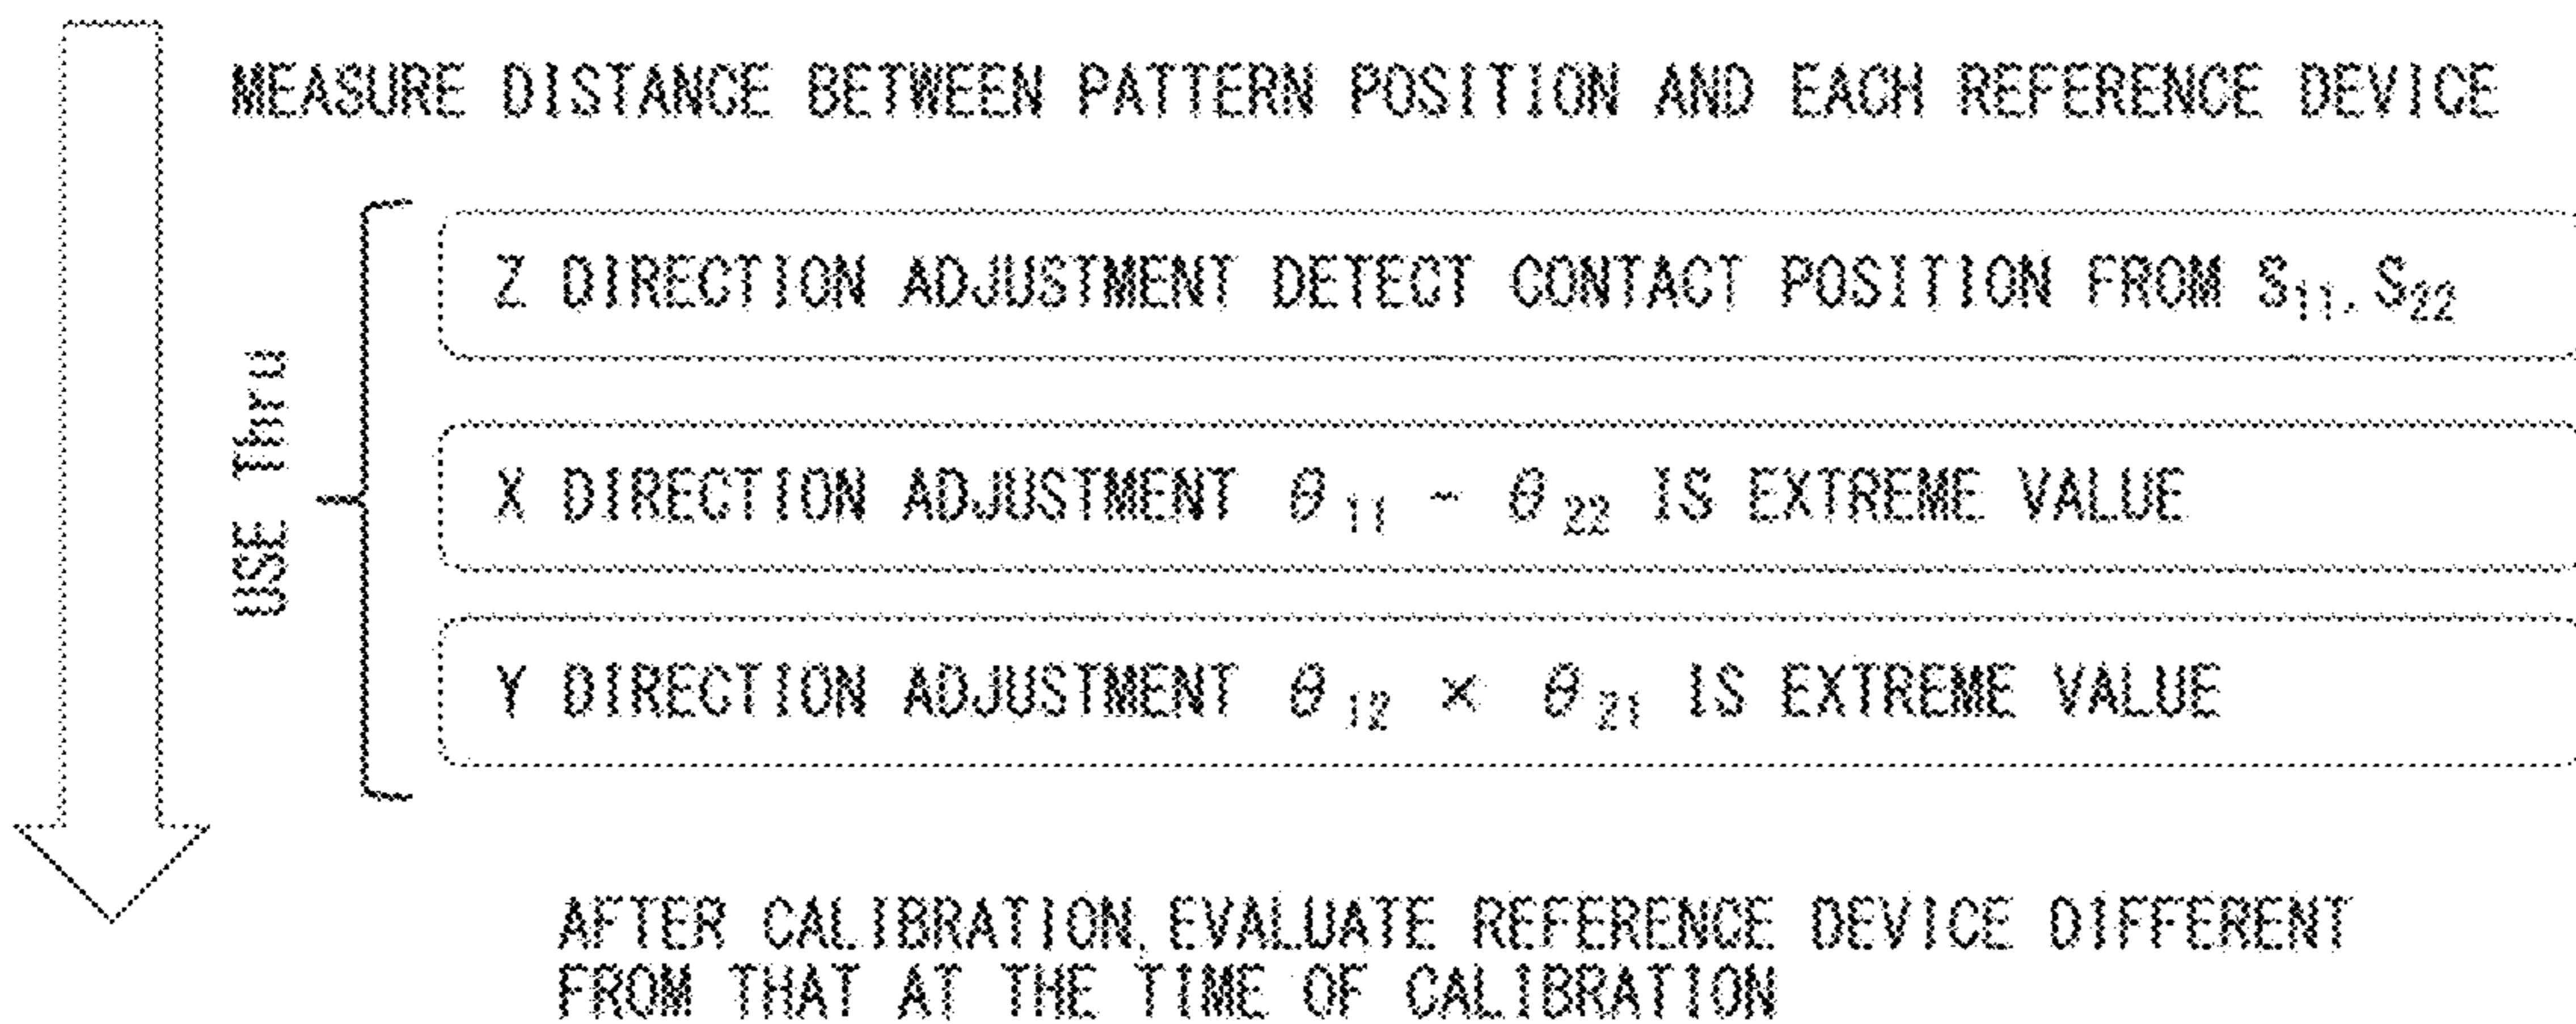 MEASURE DISTANCE BETWEEN PATTERN POSITION AND EACH REFERENCE DEVICE
USE Thru
Z DIRECTION ADJUSTMENT DETECT CONTACT POSITION FROM S₁₁, S₂₂
X DIRECTION ADJUSTMENT θ₁₁ - θ₂₂ IS EXTREME VALUE
Y DIRECTION ADJUSTMENT θ₁₂ × θ₂₁ IS EXTREME VALUE
AFTER CALIBRATION, EVALUATE REFERENCE DEVICE DIFFERENT
FROM THAT AT THE TIME OF CALIBRATION